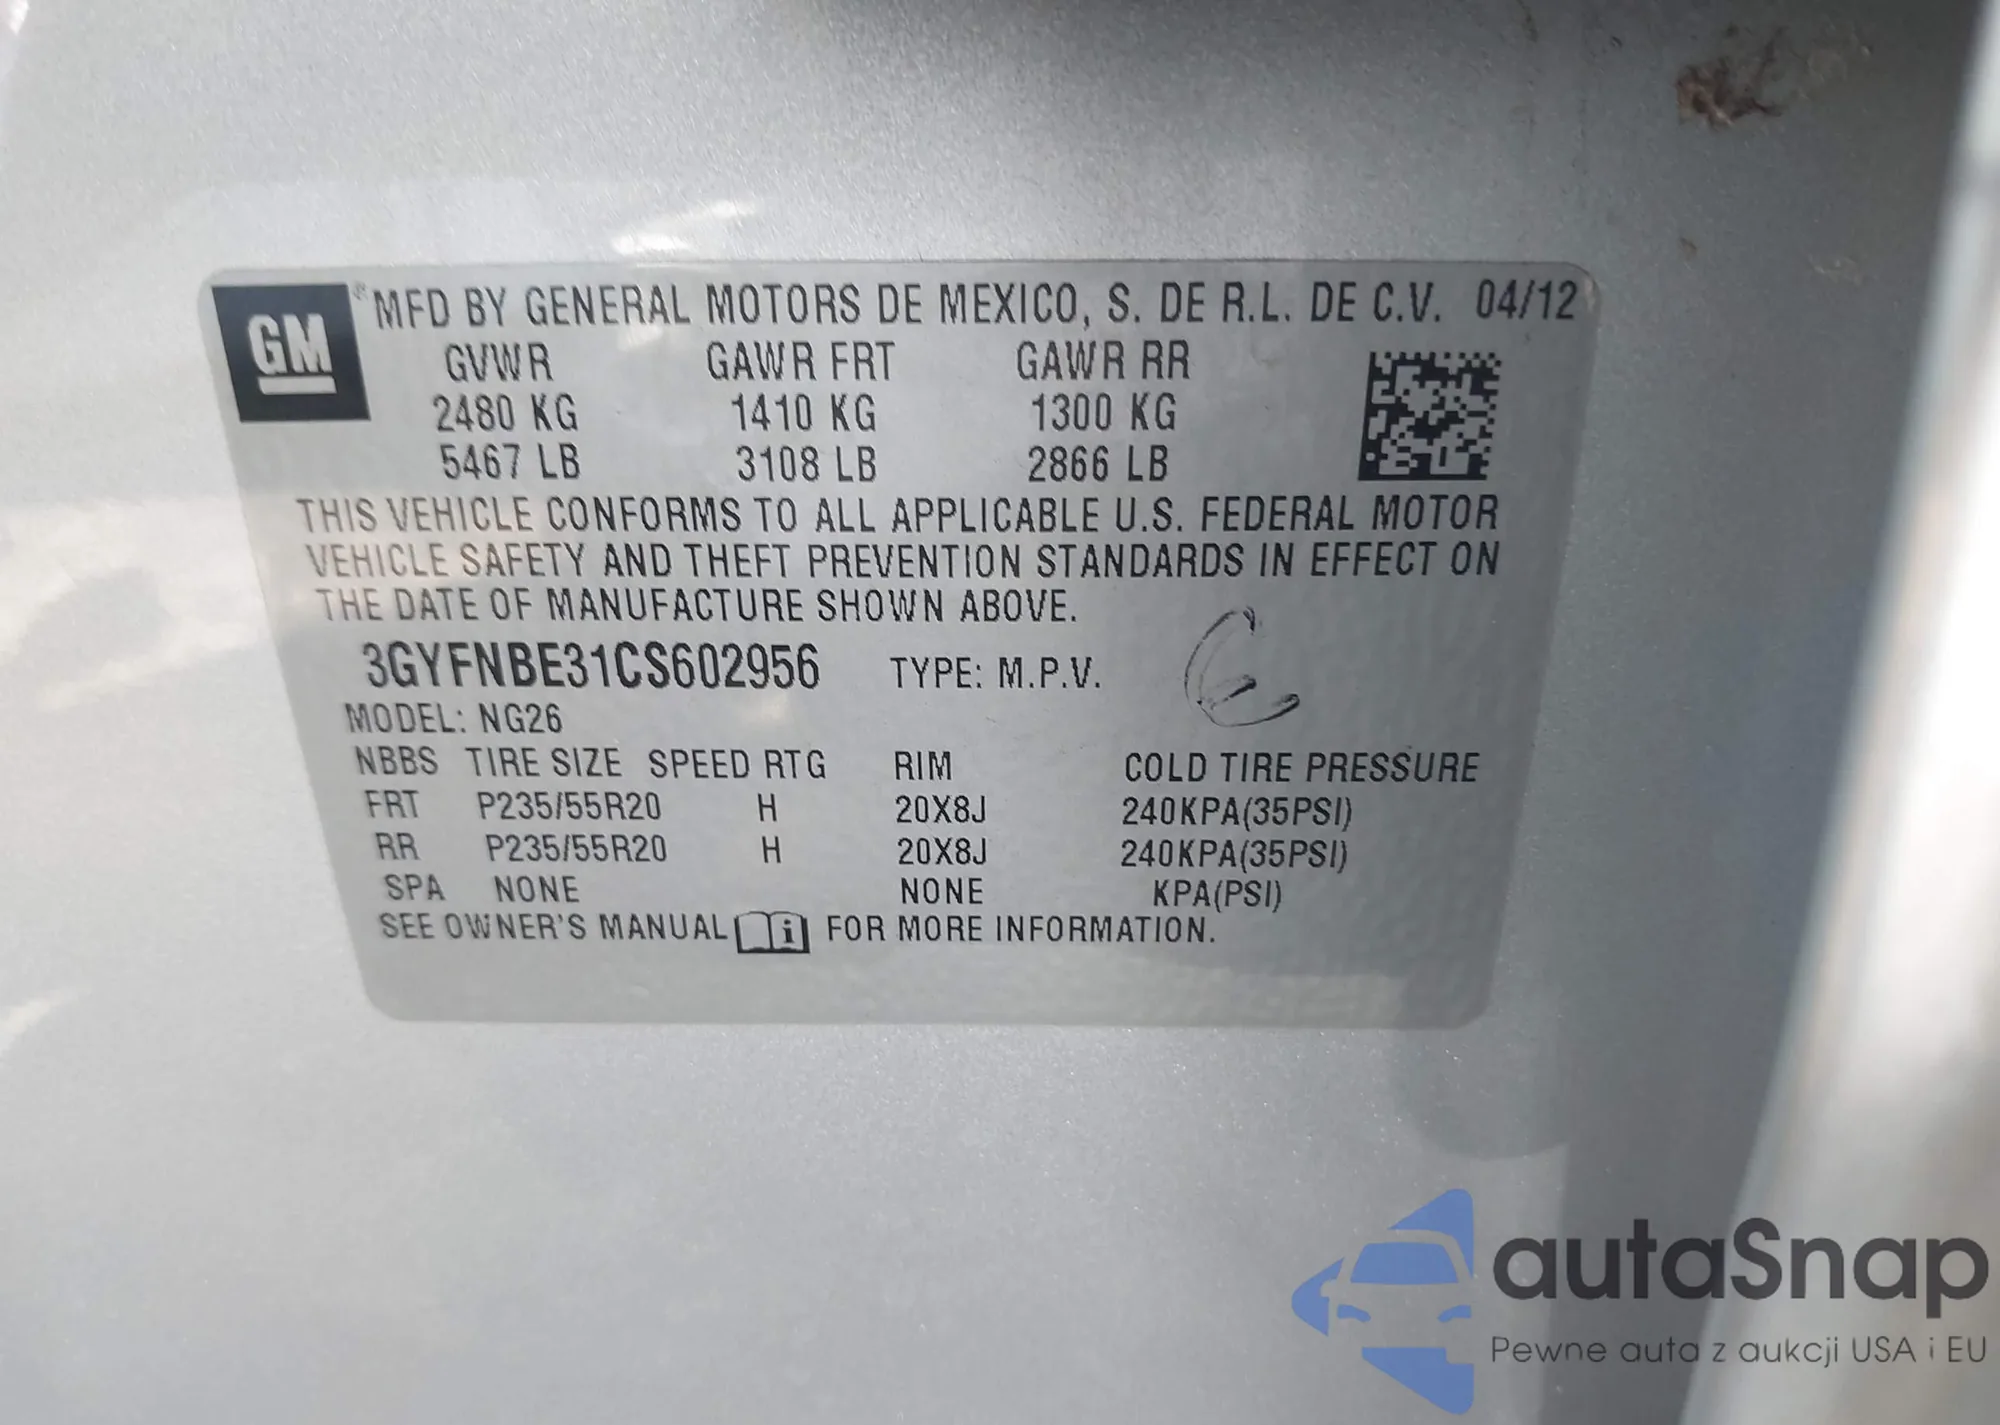 GM
® MFD BY GENERAL MOTORS DE MEXICO, S. DE R.L. DE C.V. 04/12
GVWR GAWR FRT GAWR RR
2480 KG 1410 KG 1300 KG
5467 LB 3108 LB 2866 LB
THIS VEHICLE CONFORMS TO ALL APPLICABLE U.S. FEDERAL MOTOR
VEHICLE SAFETY AND THEFT PREVENTION STANDARDS IN EFFECT ON
THE DATE OF MANUFACTURE SHOWN ABOVE.
3GYFNBE31CS602956 TYPE: M.P.V.
MODEL: NG26
NBBS TIRE SIZE SPEED RTG RIM COLD TIRE PRESSURE
FRT P235/55R20 H 20X8J 240KPA(35PSI)
RR P235/55R20 H 20X8J 240KPA(35PSI)
SPA NONE NONE KPA(PSI)
SEE OWNER'S MANUAL i FOR MORE INFORMATION.
autaSnap
Pewne auta z aukcji USA i EU